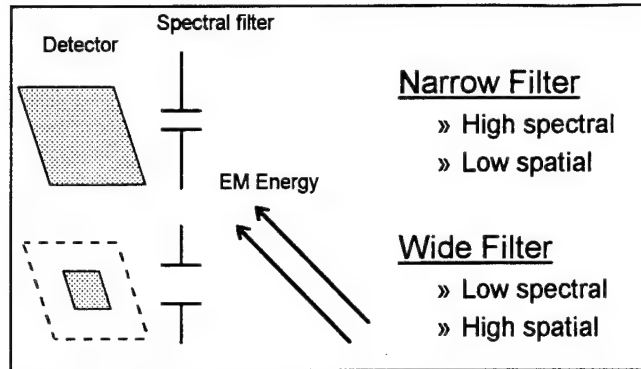 Spectral filter
Detector
Narrow Filter
» High spectral
» Low spatial
EM Energy
Wide Filter
» Low spectral
» High spatial